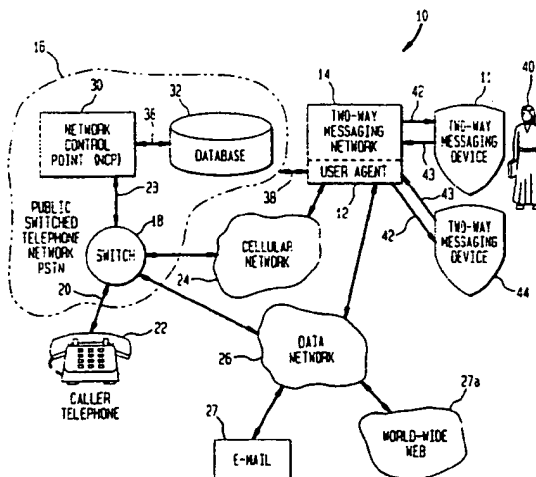 10
16
30
32
14
42
11
40
NETWORK
CONTROL
POINT (NCP)
36
DATABASE
TWO-WAY
MESSAGING
NETWORK
USER AGENT
TWO-WAY
MESSAGING
DEVICE
43
23
38
12
43
42
PUBLIC
SWITCHED
TELEPHONE
NETWORK
PSTN
18
SWITCH
TWO-WAY
MESSAGING
DEVICE
44
20
24
CELLULAR
NETWORK
22
CALLER
TELEPHONE
26
DATA
NETWORK
27
E-MAIL
27a
WORLD-WIDE
WEB